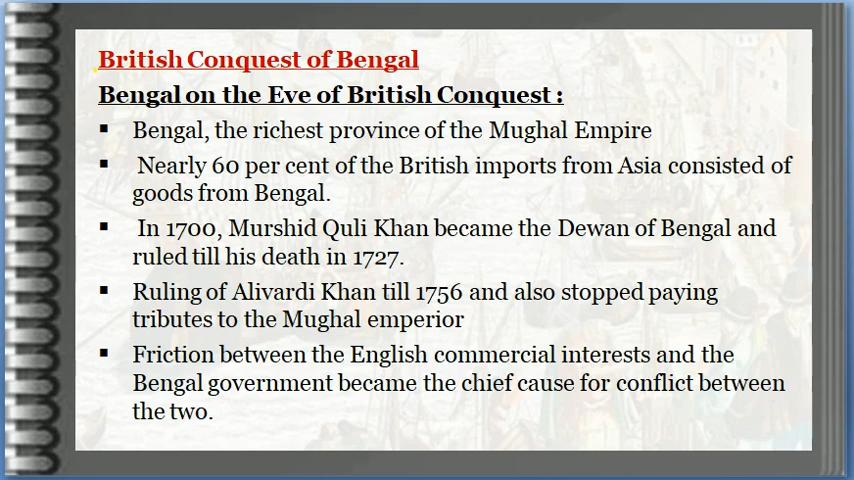 British Conquest of Bengal
Bengal on the Eve of British Conquest :
▪ Bengal, the richest province of the Mughal Empire
▪ Nearly 60 per cent of the British imports from Asia consisted of
goods from Bengal.
▪ In 1700, Murshid Quli Khan became the Dewan of Bengal and
ruled till his death in 1727.
▪ Ruling of Alivardi Khan till 1756 and also stopped paying
tributes to the Mughal emperior
▪ Friction between the English commercial interests and the
Bengal government became the chief cause for conflict between
the two.